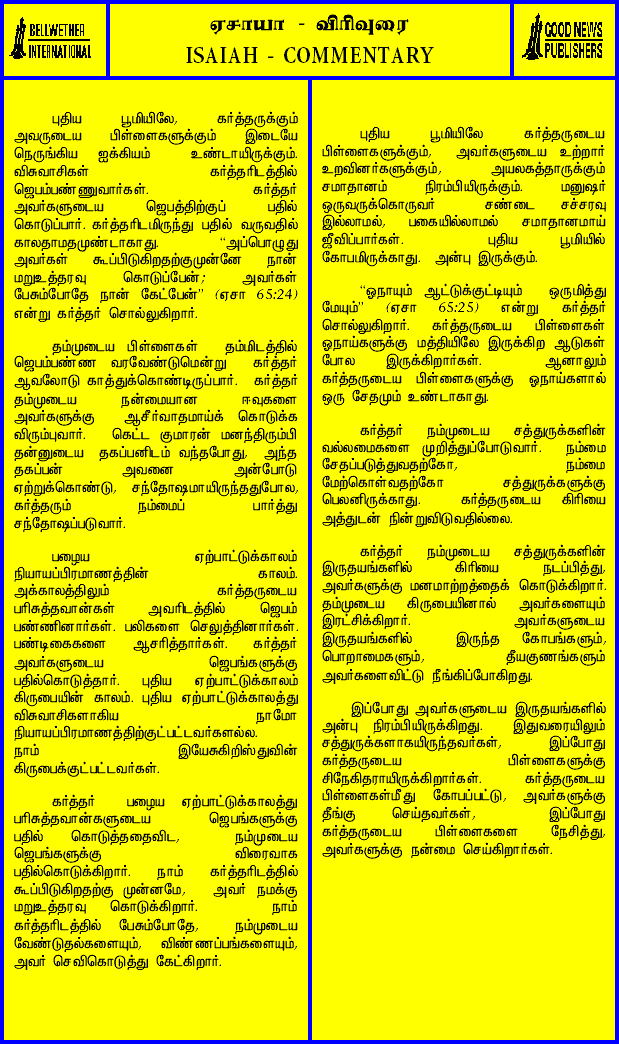 BELLWETHER
INTERNATIONAL
ஏசாயா - விரிவுரை
ISAIAH - COMMENTARY
GOOD NEWS
PUBLISHERS
புதிய பூமியிலே, கர்த்தருக்கும்
அவருடைய பிள்ளைகளுக்கும் இடையே
நெருங்கிய ஐக்கியம் உண்டாயிருக்கும்.
விசுவாசிகள் கர்த்தரிடத்தில்
ஜெபம்பண்ணுவார்கள். கர்த்தர்
அவர்களுடைய ஜெபத்திற்குப் பதில்
கொடுப்பார். கர்த்தரிடமிருந்து பதில் வருவதில்
காலதாமதமுண்டாகாது. “அப்பொழுது
அவர்கள் கூப்பிடுகிறதற்குமுன்னே நான்
மறுஉத்தரவு கொடுப்பேன்; அவர்கள்
பேசும்போதே நான் கேட்பேன்” (ஏசா 65:24)
என்று கர்த்தர் சொல்லுகிறார்.
தம்முடைய பிள்ளைகள் தம்மிடத்தில்
ஜெபம்பண்ண வரவேண்டுமென்று கர்த்தர்
ஆவலோடு காத்துக்கொண்டிருப்பார். கர்த்தர்
தம்முடைய நன்மையான ஈவுகளை
அவர்களுக்கு ஆசீர்வாதமாய்க் கொடுக்க
விரும்புவார். கெட்ட குமாரன் மனந்திரும்பி
தன்னுடைய தகப்பனிடம் வந்தபோது, அந்த
தகப்பன் அவனை அன்போடு
ஏற்றுக்கொண்டு, சந்தோஷமாயிருந்ததுபோல,
கர்த்தரும் நம்மைப் பார்த்து
சந்தோஷப்படுவார்.
பழைய ஏற்பாட்டுக்காலம்
நியாயப்பிரமாணத்தின் காலம்.
அக்காலத்திலும் கர்த்தருடைய
பரிசுத்தவான்கள் அவரிடத்தில் ஜெபம்
பண்ணினார்கள். பலிகளை செலுத்தினார்கள்.
பண்டிகைகளை ஆசரித்தார்கள். கர்த்தர்
அவர்களுடைய ஜெபங்களுக்கு
பதில்கொடுத்தார். புதிய ஏற்பாட்டுக்காலம்
கிருபையின் காலம். புதிய ஏற்பாட்டுக்காலத்து
விசுவாசிகளாகிய நாமோ
நியாயப்பிரமாணத்திற்குட்பட்டவர்களல்ல.
நாம் இயேசுகிறிஸ்துவின்
கிருபைக்குட்பட்டவர்கள்.
கர்த்தர் பழைய ஏற்பாட்டுக்காலத்து
பரிசுத்தவான்களுடைய ஜெபங்களுக்கு
பதில் கொடுத்ததைவிட, நம்முடைய
ஜெபங்களுக்கு விரைவாக
பதில்கொடுக்கிறார். நாம் கர்த்தரிடத்தில்
கூப்பிடுகிறதற்கு முன்னமே, அவர் நமக்கு
மறுஉத்தரவு கொடுக்கிறார். நாம்
கர்த்தரிடத்தில் பேசும்போதே, நம்முடைய
வேண்டுதல்களையும், விண்ணப்பங்களையும்,
அவர் செவிகொடுத்து கேட்கிறார்.
புதிய பூமியிலே கர்த்தருடைய
பிள்ளைகளுக்கும், அவர்களுடைய உற்றார்
உறவினர்களுக்கும், அயலகத்தாருக்கும்
சமாதானம் நிரம்பியிருக்கும். மனுஷர்
ஒருவருக்கொருவர் சண்டை சச்சரவு
இல்லாமல், பகையில்லாமல் சமாதானமாய்
ஜீவிப்பார்கள். புதிய பூமியில்
கோபமிருக்காது. அன்பு இருக்கும்.
“ஓநாயும் ஆட்டுக்குட்டியும் ஒருமித்து
மேயும்” (ஏசா 65:25) என்று கர்த்தர்
சொல்லுகிறார். கர்த்தருடைய பிள்ளைகள்
ஓநாய்களுக்கு மத்தியிலே இருக்கிற ஆடுகள்
போல இருக்கிறார்கள். ஆனாலும்
கர்த்தருடைய பிள்ளைகளுக்கு ஓநாய்களால்
ஒரு சேதமும் உண்டாகாது.
கர்த்தர் நம்முடைய சத்துருக்களின்
வல்லமைகளை முறித்துப்போடுவார். நம்மை
சேதப்படுத்துவதற்கோ, நம்மை
மேற்கொள்வதற்கோ சத்துருக்களுக்கு
பெலனிருக்காது. கர்த்தருடைய கிரியை
அத்துடன் நின்றுவிடுவதில்லை.
கர்த்தர் நம்முடைய சத்துருக்களின்
இருதயங்களில் கிரியை நடப்பித்து,
அவர்களுக்கு மனமாற்றத்தைக் கொடுக்கிறார்.
தம்முடைய கிருபையினால் அவர்களையும்
இரட்சிக்கிறார். அவர்களுடைய
இருதயங்களில் இருந்த கோபங்களும்,
பொறாமைகளும், தீயகுணங்களும்
அவர்களைவிட்டு நீங்கிப்போகிறது.
இப்போது அவர்களுடைய இருதயங்களில்
அன்பு நிரம்பியிருக்கிறது. இதுவரையிலும்
சத்துருக்களாகயிருந்தவர்கள், இப்போது
கர்த்தருடைய பிள்ளைகளுக்கு
சிநேகிதராயிருக்கிறார்கள். கர்த்தருடைய
பிள்ளைகள்மீது கோபப்பட்டு, அவர்களுக்கு
தீங்கு செய்தவர்கள், இப்போது
கர்த்தருடைய பிள்ளைகளை நேசித்து,
அவர்களுக்கு நன்மை செய்கிறார்கள்.